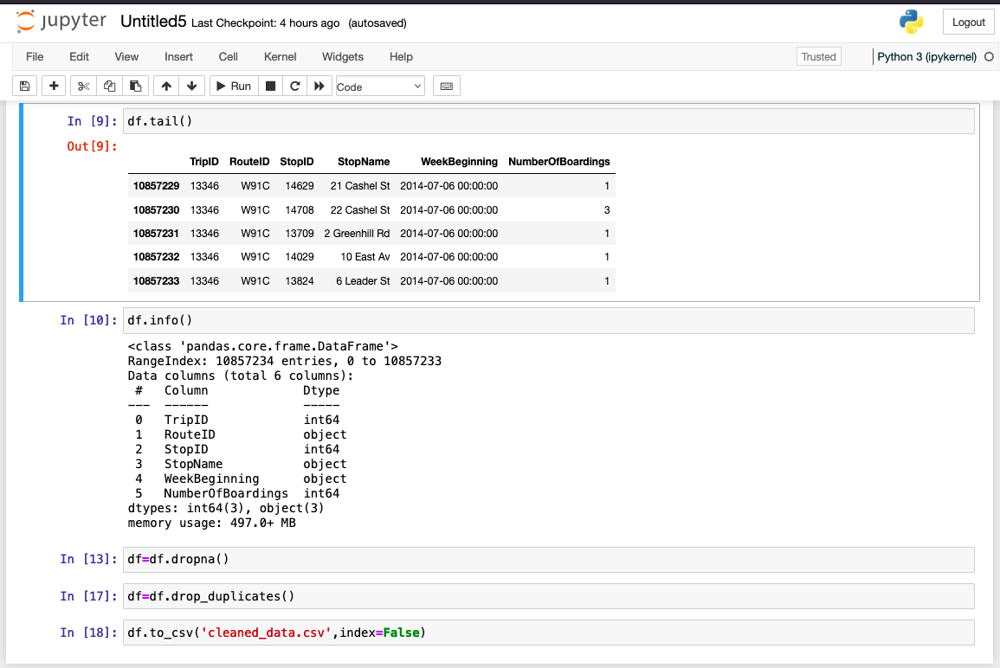 jupyter Untitled5 Last Checkpoint: 4 hours ago (autosaved) Logout
File Edit View Insert Cell Kernel Widgets Help Trusted Python 3 (ipykernel)
Run Code
In [9]: df.tail()
Out[9]:
TripID RouteID StopID StopName WeekBeginning NumberOfBoardings
10857229 13346 W91C 14629 21 Cashel St 2014-07-06 00:00:00 1
10857230 13346 W91C 14708 22 Cashel St 2014-07-06 00:00:00 3
10857231 13346 W91C 13709 2 Greenhill Rd 2014-07-06 00:00:00 1
10857232 13346 W91C 14029 10 East Av 2014-07-06 00:00:00 1
10857233 13346 W91C 13824 6 Leader St 2014-07-06 00:00:00 1
In [10]: df.info()
<class 'pandas.core.frame.DataFrame'>
RangeIndex: 10857234 entries, 0 to 10857233
Data columns (total 6 columns):
 #   Column             Dtype
---  ------             -----
 0   TripID             int64
 1   RouteID            object
 2   StopID             int64
 3   StopName           object
 4   WeekBeginning      object
 5   NumberOfBoardings  int64
dtypes: int64(3), object(3)
memory usage: 497.0+ MB
In [13]: df=df.dropna()
In [17]: df=df.drop_duplicates()
In [18]: df.to_csv('cleaned_data.csv',index=False)